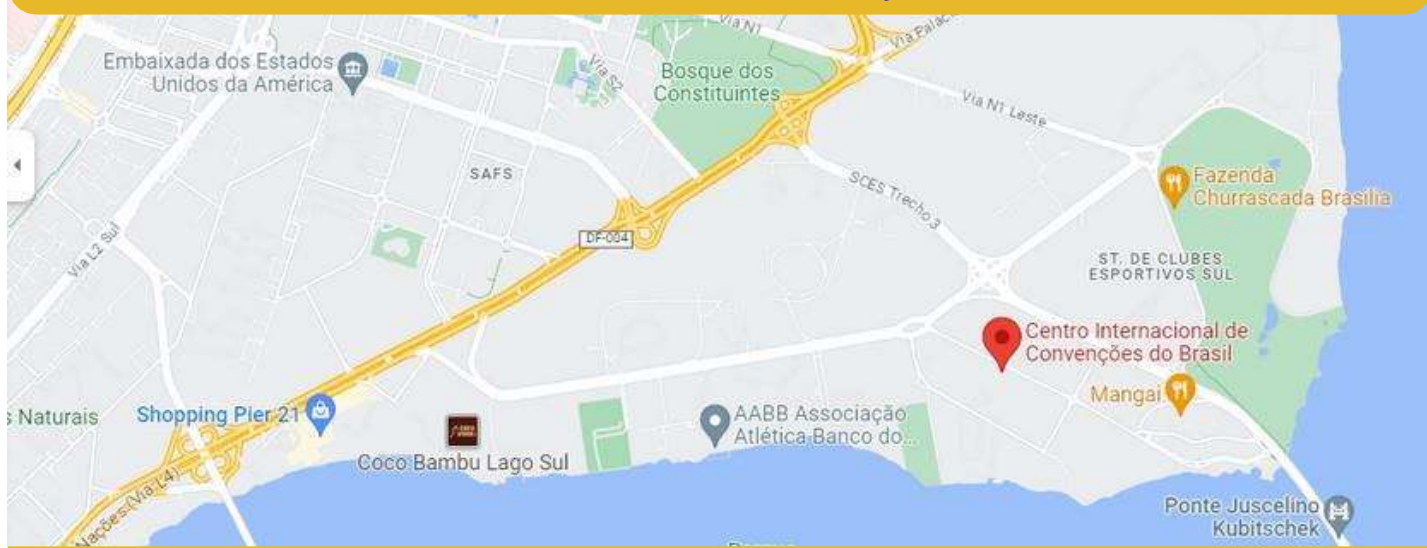 Via N1
Via Palác
Embaixada dos Estados
Unidos da América
Via S2
Bosque dos
Constituintes
Via N1 Leste
SAFS
SCES Trecho 3
Fazenda
Churrascada Brasília
Via L2 Sul
DF-004
ST. DE CLUBES
ESPORTIVOS SUL
Centro Internacional de
Convenções do Brasil
Mangai
s Naturais
Shopping Pier 21
AABB Associação
Atlética Banco do...
Coco Bambu Lago Sul
Nações (Via L4)
Ponte Juscelino
Kubitschek